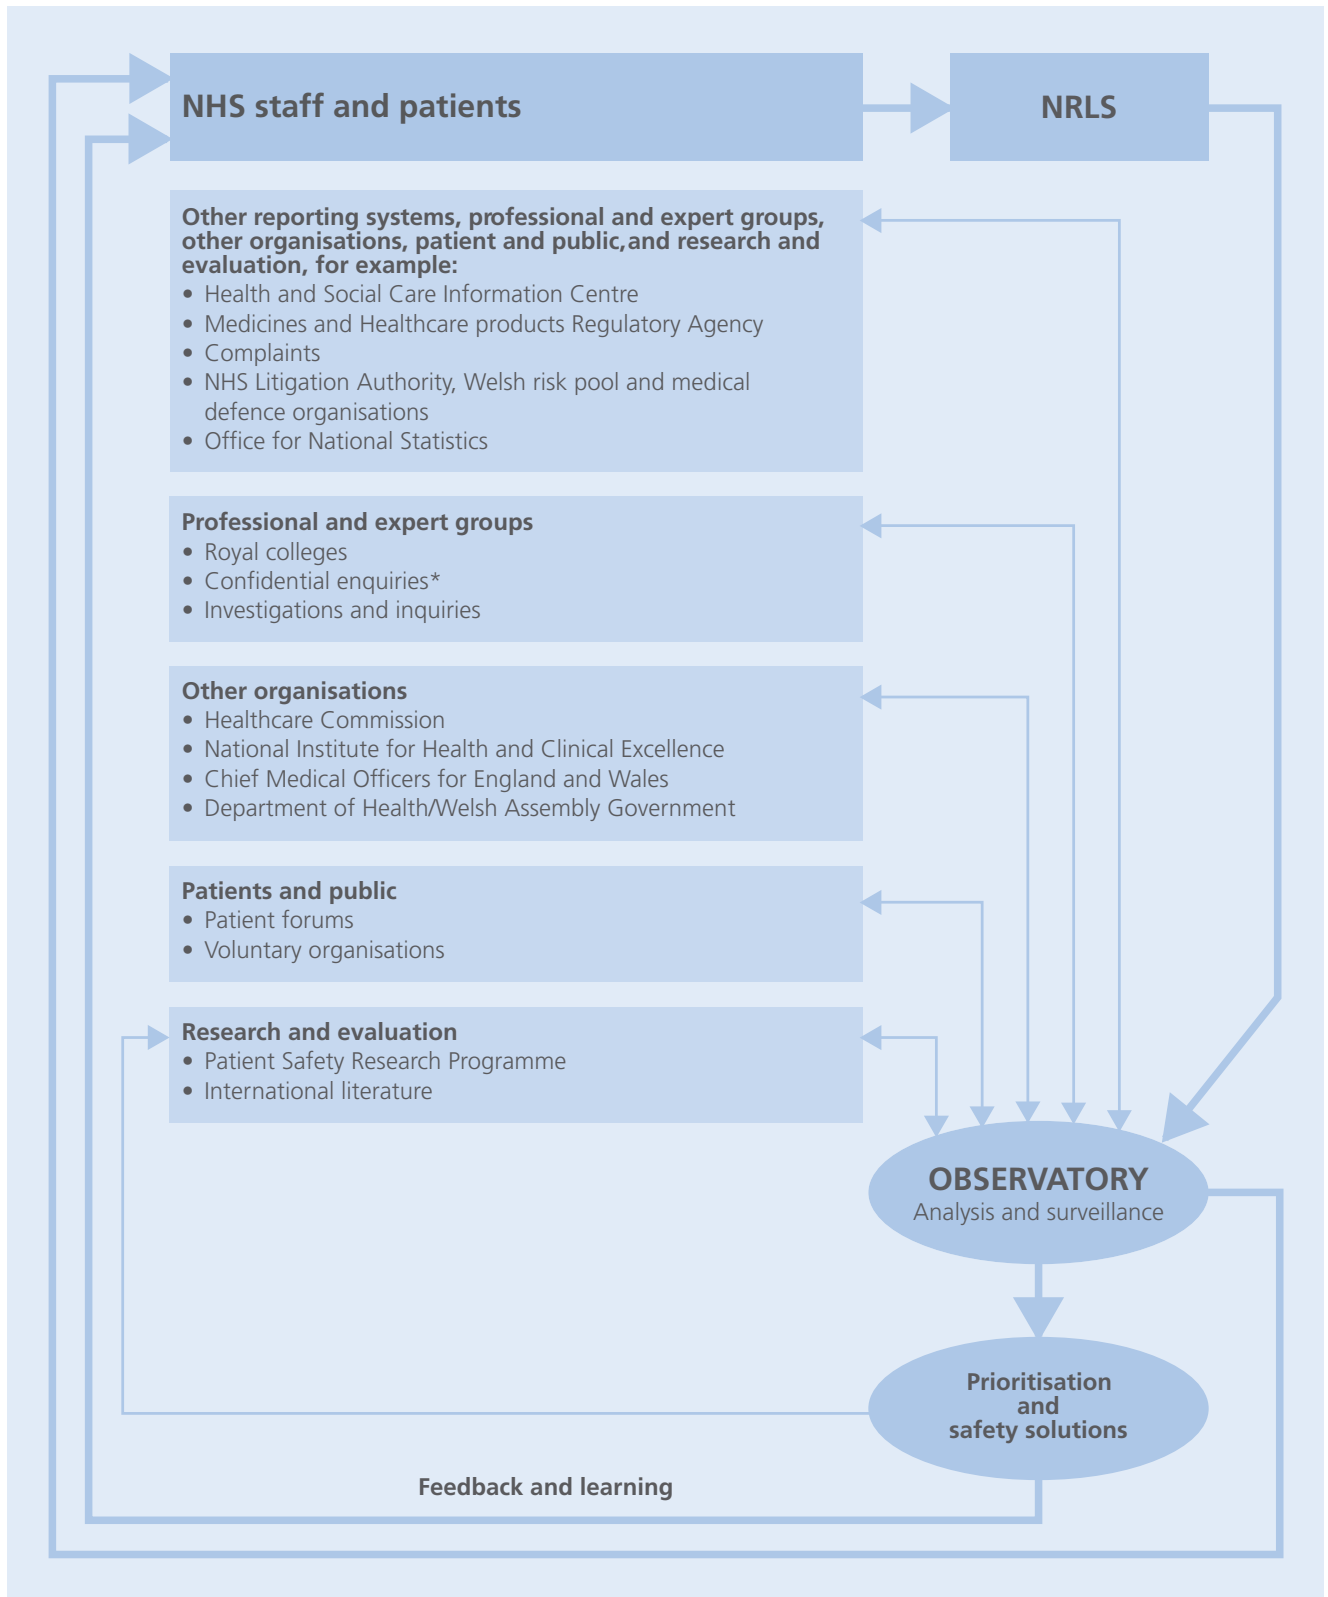 NHS staff and patients
NRLS
Other reporting systems, professional and expert groups,
other organisations, patient and public,and research and
evaluation, for example:
• Health and Social Care Information Centre
• Medicines and Healthcare products Regulatory Agency
• Complaints
• NHS Litigation Authority, Welsh risk pool and medical
defence organisations
• Office for National Statistics
Professional and expert groups
• Royal colleges
• Confidential enquiries*
• Investigations and inquiries
Other organisations
• Healthcare Commission
• National Institute for Health and Clinical Excellence
• Chief Medical Officers for England and Wales
• Department of Health/Welsh Assembly Government
Patients and public
• Patient forums
• Voluntary organisations
Research and evaluation
• Patient Safety Research Programme
• International literature
OBSERVATORY
Analysis and surveillance
Prioritisation
and
safety solutions
Feedback and learning